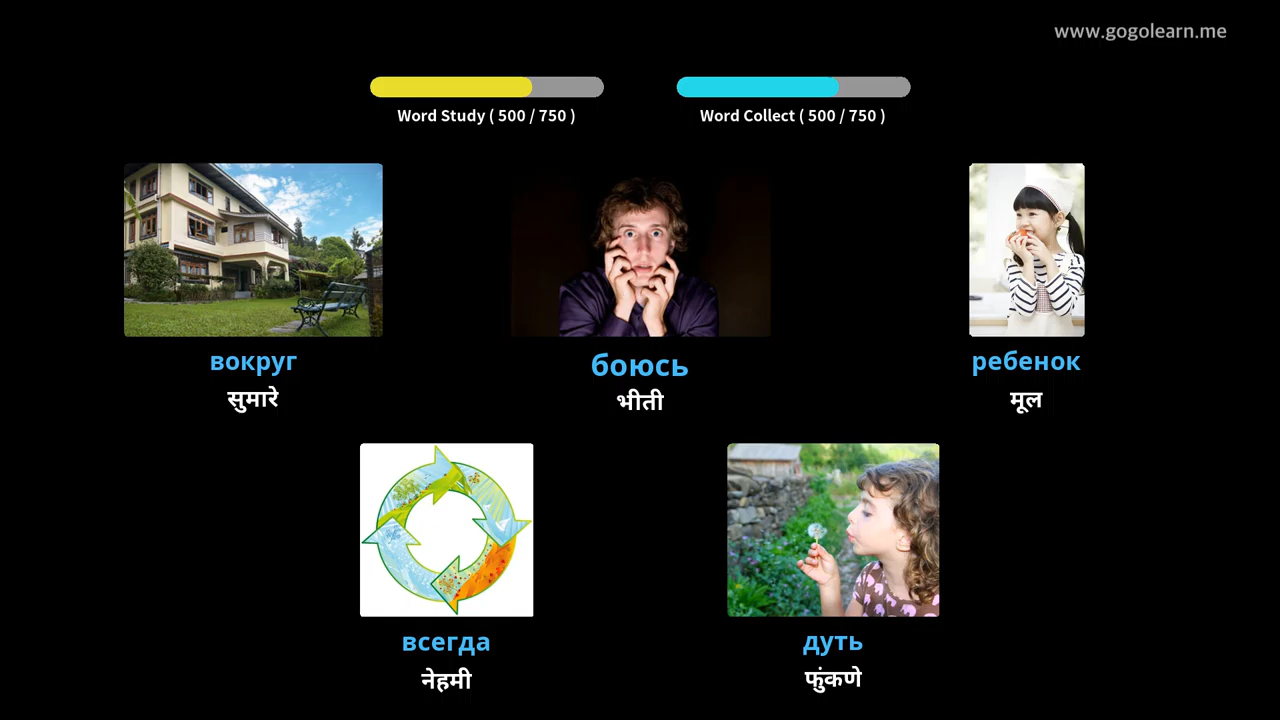 www.gogolearn.me
Word Study ( 500 / 750 )
Word Collect ( 500 / 750 )
вокруг
боюсь
ребенок
सुमारे
भीती
मूल
всегда
дуть
नेहमी
फुंकणे